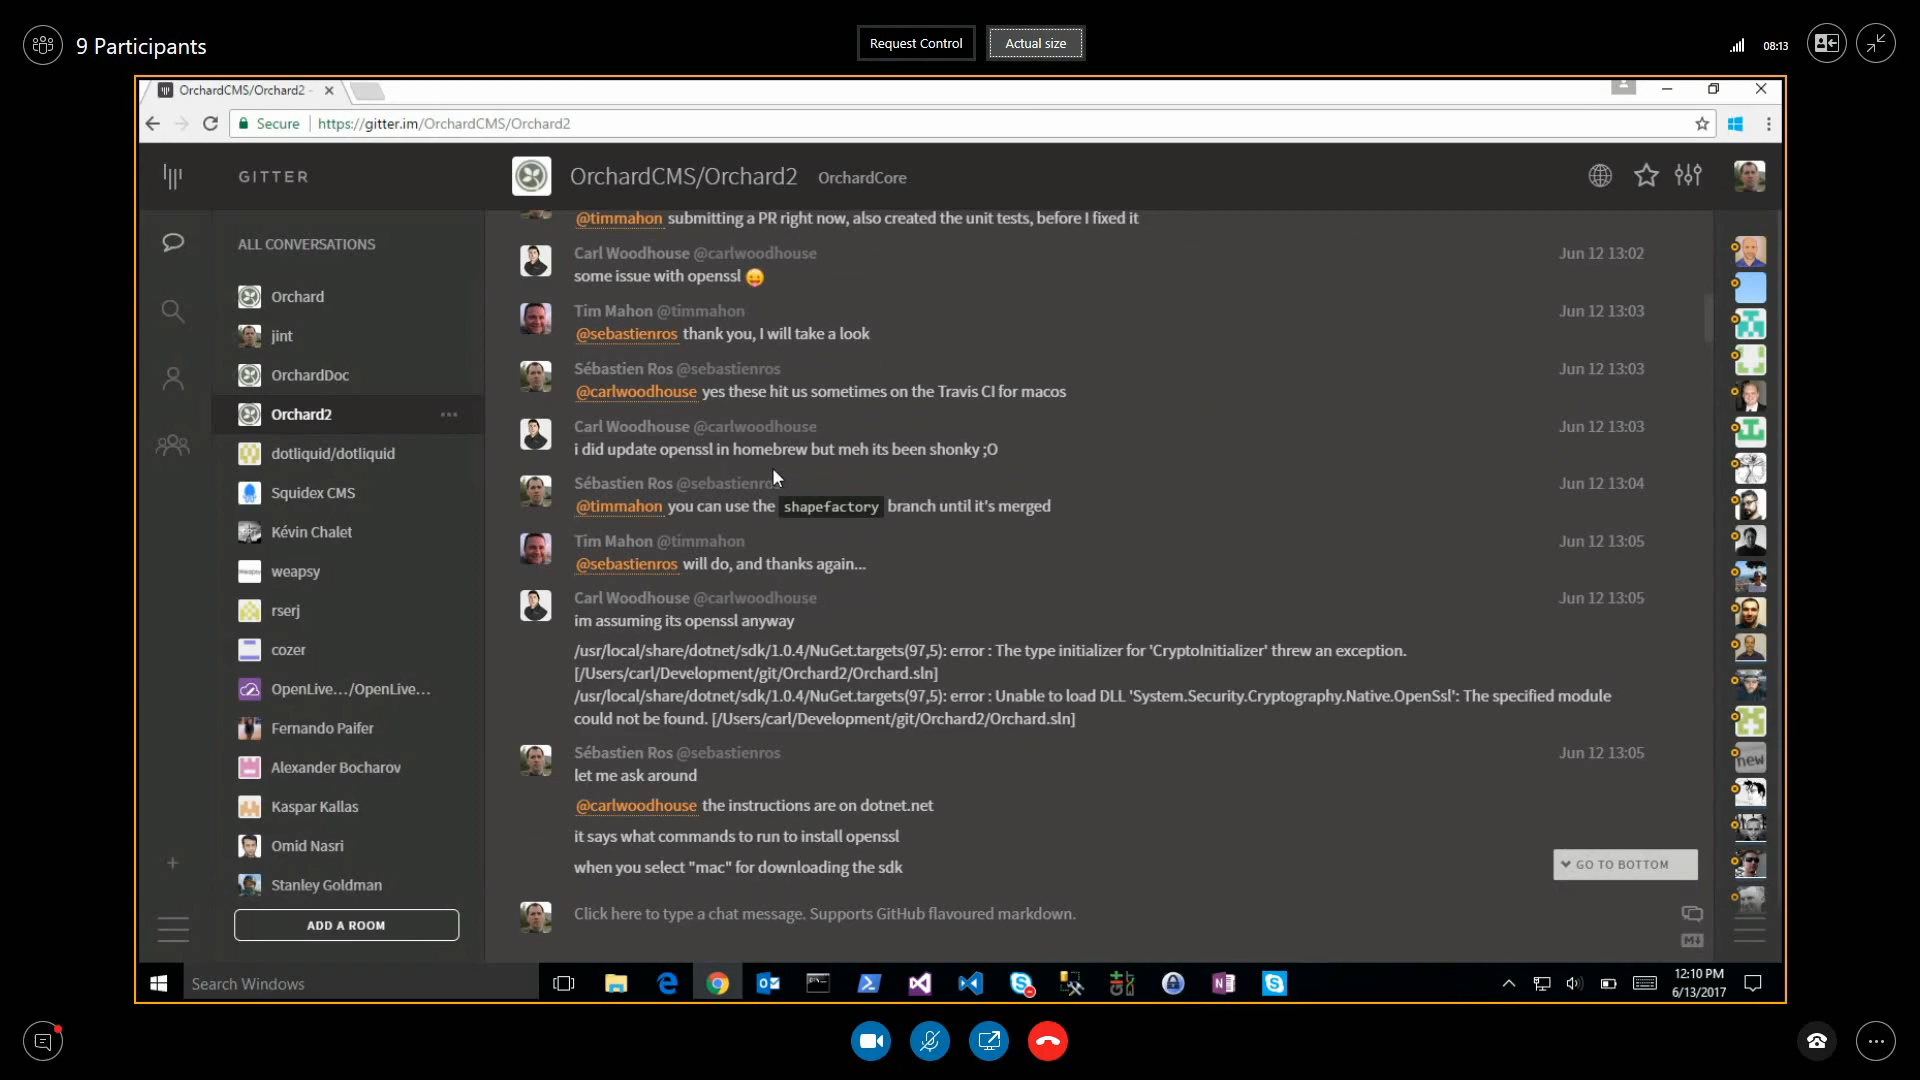 9 Participants
Request Control
Actual size
08:13
OrchardCMS/Orchard2 -
Secure
https://gitter.im/OrchardCMS/Orchard2
GITTER
OrchardCMS/Orchard2 OrchardCore
ALL CONVERSATIONS
Orchard
jint
OrchardDoc
Orchard2
dotliquid/dotliquid
Squidex CMS
Kévin Chalet
weapsy
rserj
cozer
OpenLive.../OpenLive...
Fernando Paifer
Alexander Bocharov
Kaspar Kallas
Omid Nasri
Stanley Goldman
ADD A ROOM
@timmahon submitting a PR right now, also created the unit tests, before I fixed it
Carl Woodhouse @carlwoodhouse Jun 12 13:02
some issue with openssl 😛
Tim Mahon @timmahon Jun 12 13:03
@sebastienros thank you, I will take a look
Sébastien Ros @sebastienros Jun 12 13:03
@carlwoodhouse yes these hit us sometimes on the Travis CI for macos
Carl Woodhouse @carlwoodhouse Jun 12 13:03
i did update openssl in homebrew but meh its been shonky ;O
Sébastien Ros @sebastienro Jun 12 13:04
@timmahon you can use the shapefactory branch until it's merged
Tim Mahon @timmahon Jun 12 13:05
@sebastienros will do, and thanks again...
Carl Woodhouse @carlwoodhouse Jun 12 13:05
im assuming its openssl anyway
/usr/local/share/dotnet/sdk/1.0.4/NuGet.targets(97,5): error : The type initializer for 'CryptoInitializer' threw an exception.
[/Users/carl/Development/git/Orchard2/Orchard.sln]
/usr/local/share/dotnet/sdk/1.0.4/NuGet.targets(97,5): error : Unable to load DLL 'System.Security.Cryptography.Native.OpenSsl': The specified module
could not be found. [/Users/carl/Development/git/Orchard2/Orchard.sln]
Sébastien Ros @sebastienros Jun 12 13:05
let me ask around
@carlwoodhouse the instructions are on dotnet.net
it says what commands to run to install openssl
when you select "mac" for downloading the sdk
GO TO BOTTOM
Click here to type a chat message. Supports GitHub flavoured markdown.
new
Search Windows
12:10 PM
6/13/2017